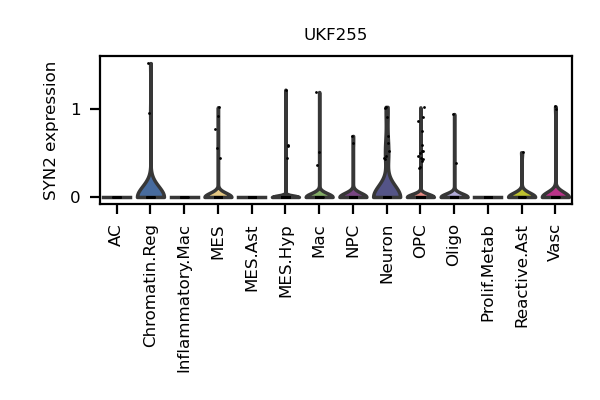 UKF255
SYN2 expression
1
0
AC
Chromatin.Reg
Inflammatory.Mac
MES
MES.Ast
MES.Hyp
Mac
NPC
Neuron
OPC
Oligo
Prolif.Metab
Reactive.Ast
Vasc